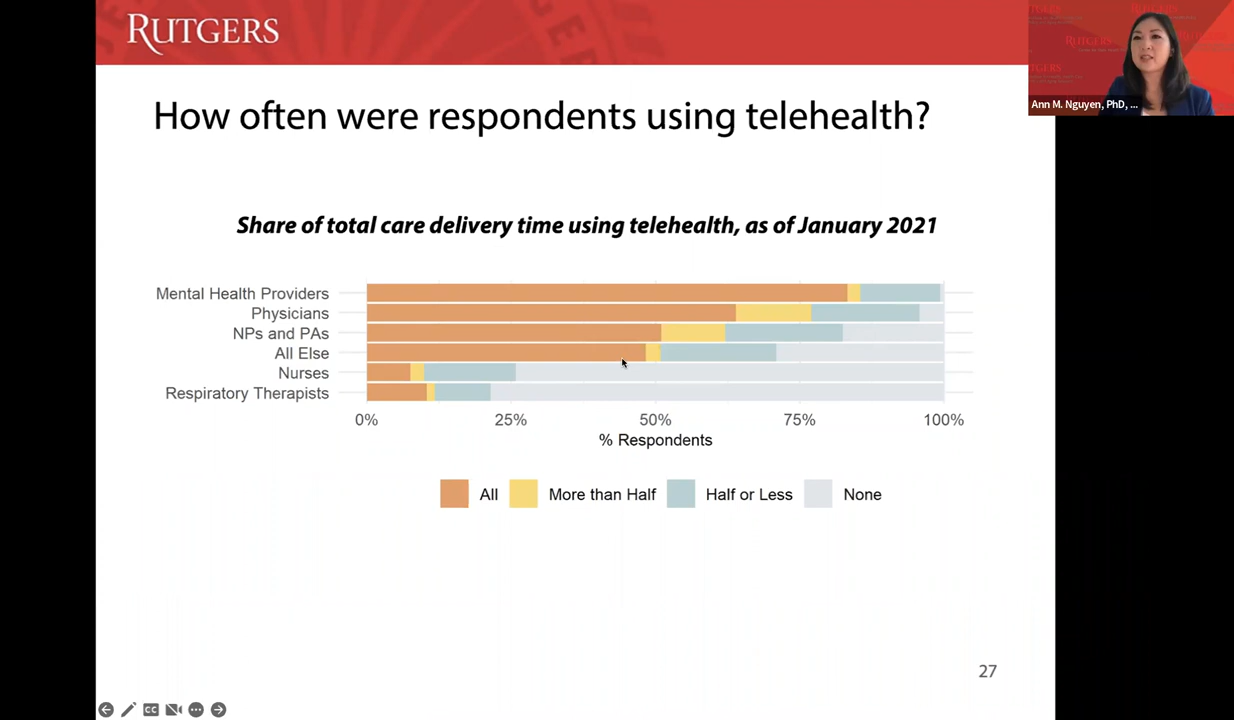 RUTGERS
Ann M. Nguyen, PhD, ...
How often were respondents using telehealth?
Share of total care delivery time using telehealth, as of January 2021
Mental Health Providers
Physicians
NPs and PAs
All Else
Nurses
Respiratory Therapists
0% 25% 50% 75% 100%
% Respondents
All More than Half Half or Less None
27
CC